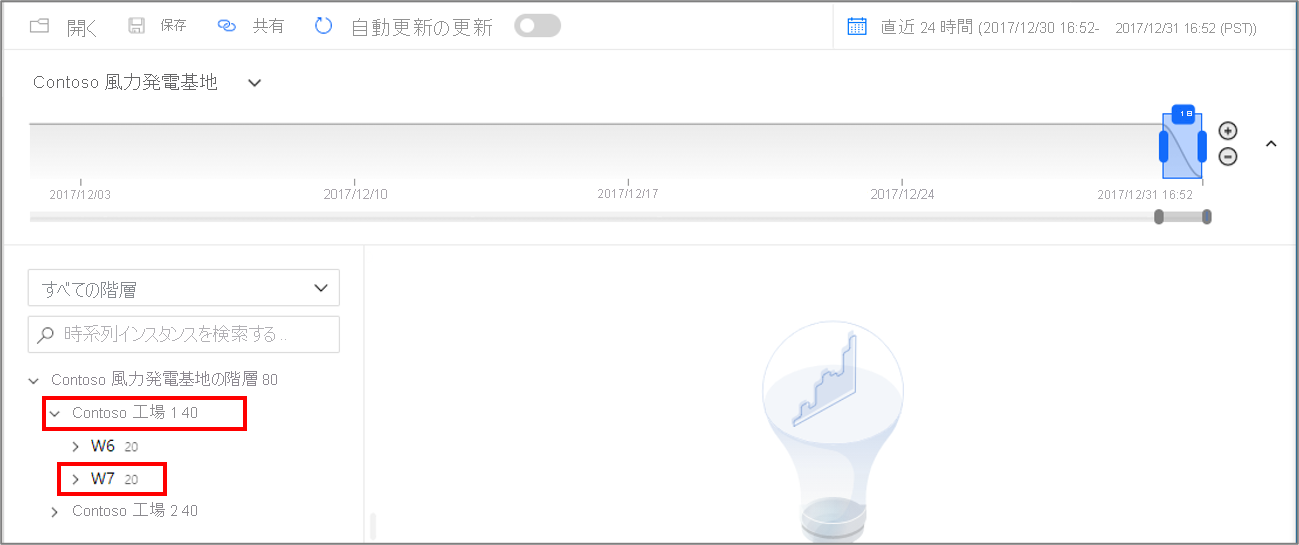 開く 保存 共有 自動更新の更新 直近 24 時間 (2017/12/30 16:52- 2017/12/31 16:52 (PST))
Contoso 風力発電基地
1日
2017/12/03 2017/12/10 2017/12/17 2017/12/24 2017/12/31 16:52
すべての階層
時系列インスタンスを検索する..
Contoso 風力発電基地の階層 80
Contoso 工場 1 40
W6 20
W7 20
Contoso 工場 2 40